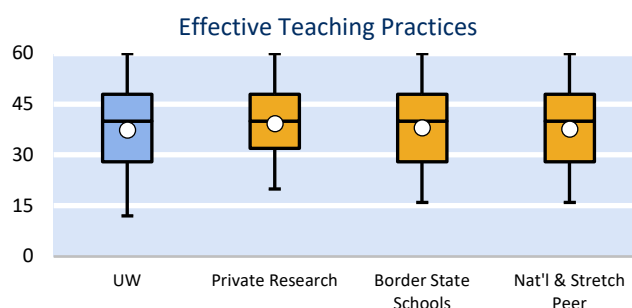 Effective Teaching Practices
60
45
30
15
0
UW
Private Research
Border State
Schools
Nat'l & Stretch
Peer